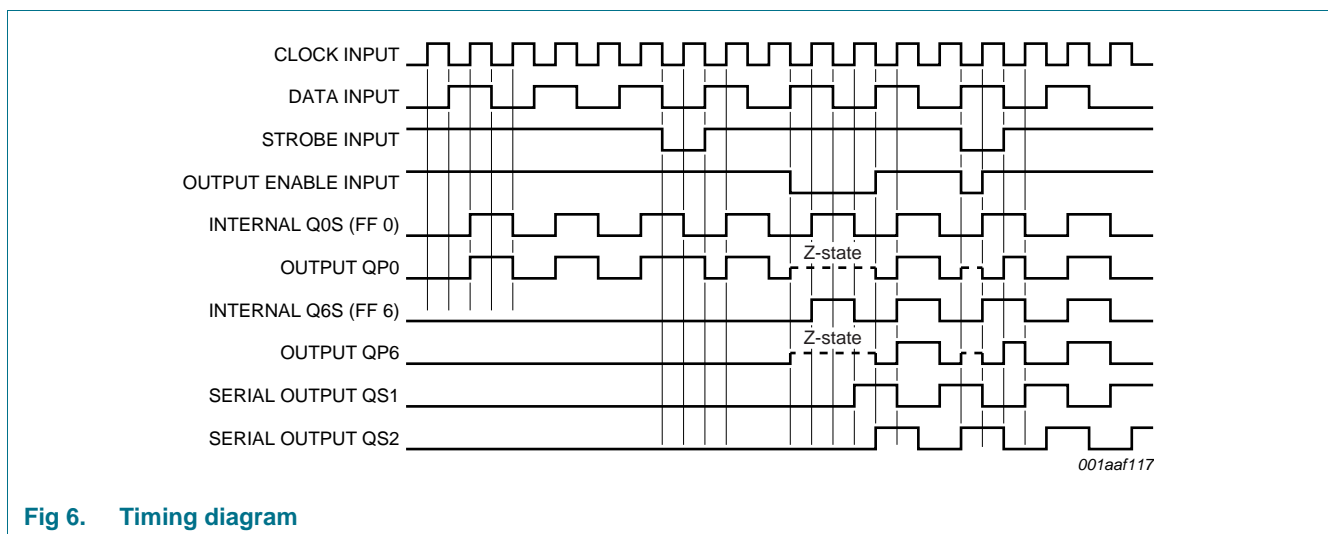 CLOCK INPUT
DATA INPUT
STROBE INPUT
OUTPUT ENABLE INPUT
INTERNAL Q0S (FF 0)
Z-state
OUTPUT QP0
INTERNAL Q6S (FF 6)
Z-state
OUTPUT QP6
SERIAL OUTPUT QS1
SERIAL OUTPUT QS2
001aaf117
Fig 6. Timing diagram